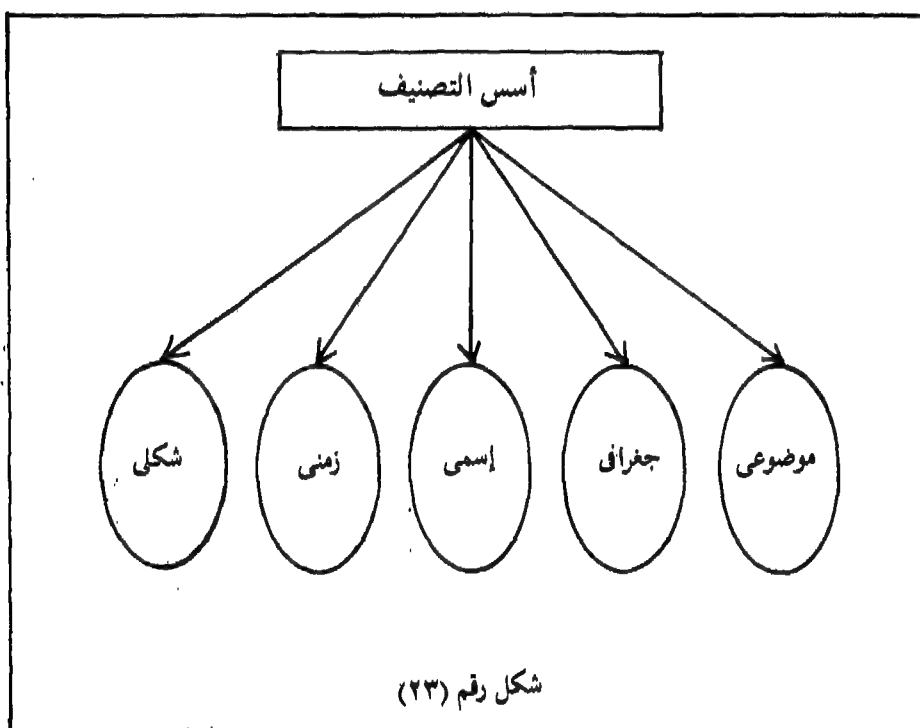 أسس التصنيف
موضوعى
جغرافى
إسمى
زمنى
شكلى
شكل رقم (٢٣)